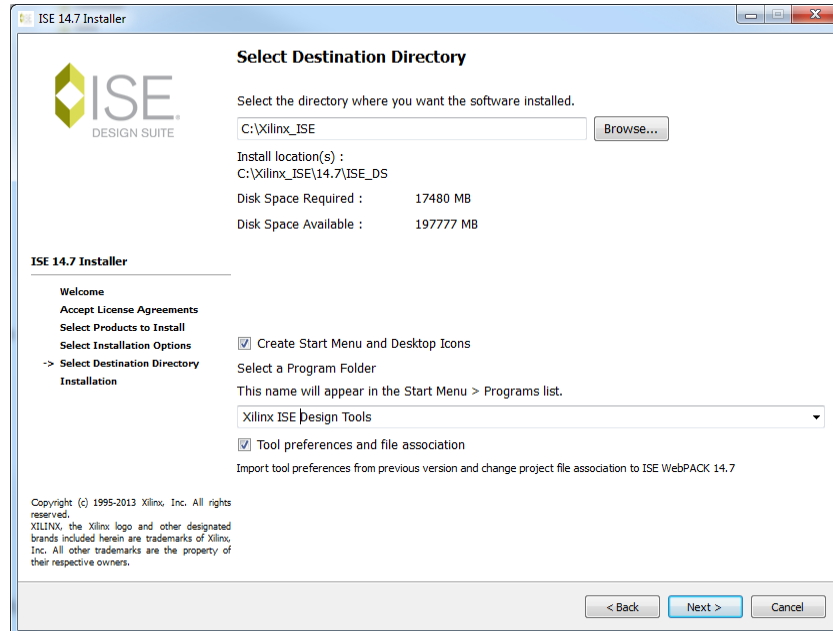 ISE 14.7 Installer
ISE
DESIGN SUITE
Select Destination Directory
Select the directory where you want the software installed.
C:\Xilinx_ISE
Browse...
Install location(s) :
C:\Xilinx_ISE\14.7\ISE_DS
Disk Space Required : 17480 MB
Disk Space Available : 197777 MB
ISE 14.7 Installer
Welcome
Accept License Agreements
Select Products to Install
Select Installation Options
-> Select Destination Directory
Installation
Create Start Menu and Desktop Icons
Select a Program Folder
This name will appear in the Start Menu > Programs list.
Xilinx ISE Design Tools
Tool preferences and file association
Import tool preferences from previous version and change project file association to ISE WebPACK 14.7
Copyright (c) 1995-2013 Xilinx, Inc. All rights
reserved.
XILINX, the Xilinx logo and other designated
brands included herein are trademarks of Xilinx,
Inc. All other trademarks are the property of
their respective owners.
< Back
Next >
Cancel